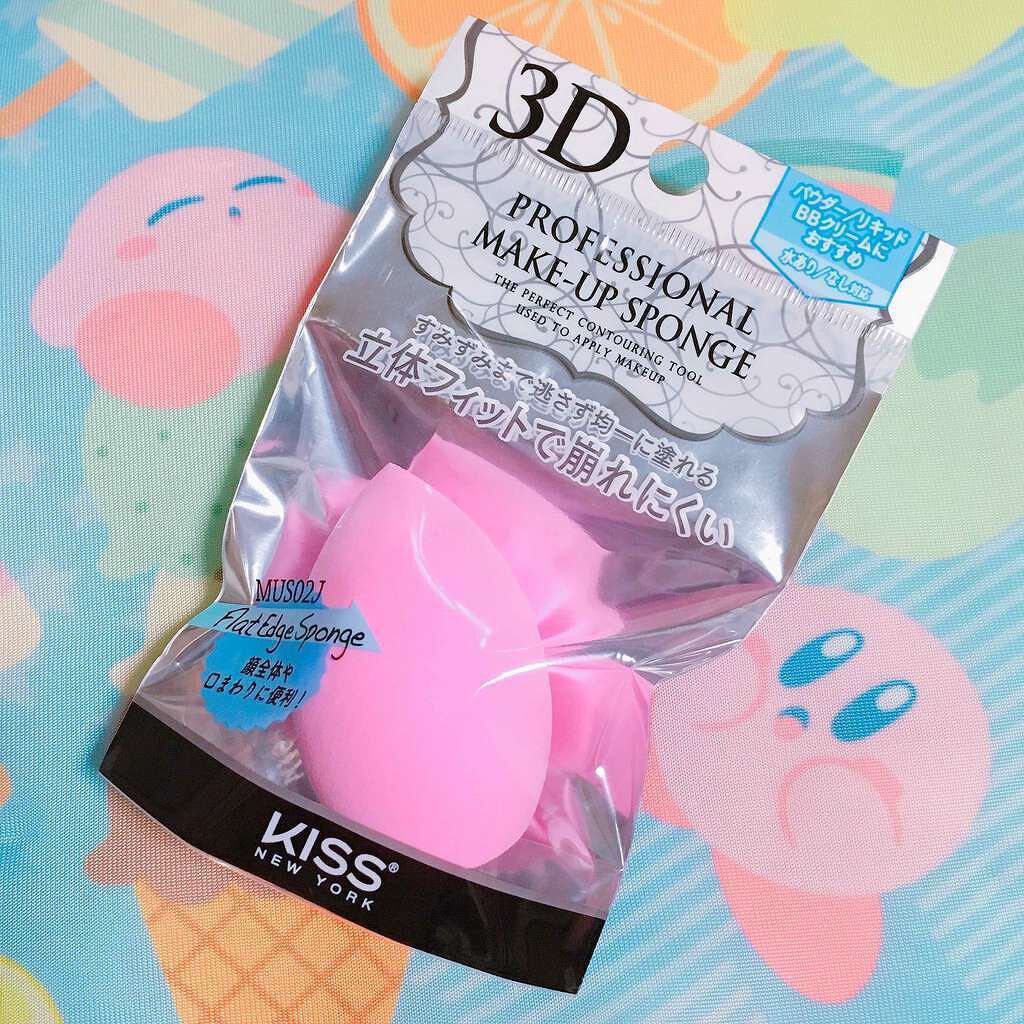 3D
PROFESSIONAL
MAKE-UP SPONGE
THE PERFECT CONTOURING TOOL
USED TO APPLY MAKEUP
パウダー/リキッド
BBクリームに
おすすめ
水あり/なし対応
すみずみまで逃さず均一に塗れる
立体フィットで崩れにくい
MUS02J
Flat Edge Sponge
顔全体や
口まわりに便利!
KISS®
NEW YORK